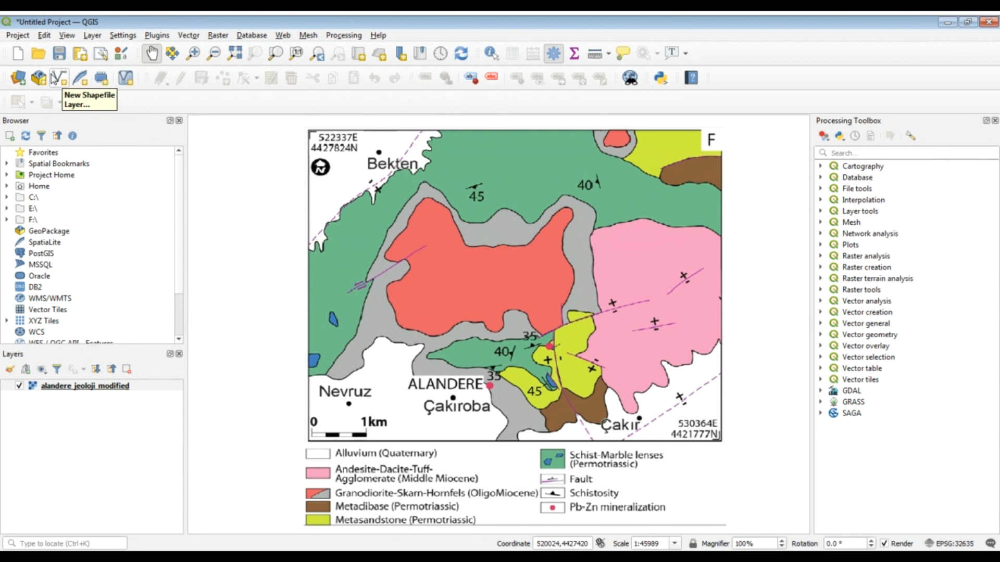 *Untitled Project — QGIS
Project Edit View Layer Settings Plugins Vector Raster Database Web Mesh Processing Help
New Shapefile
Layer...
Browser
Favorites
Spatial Bookmarks
Project Home
Home
C:\
E:\
F:\
GeoPackage
SpatiaLite
PostGIS
MSSQL
Oracle
DB2
WMS/WMTS
Vector Tiles
XYZ Tiles
WCS
WFS / OGC API - Features
Layers
alandere_jeoloji_modified
522337E
4427824N
F
N
Bekten
45
40
35
40
35
45
ALANDERE
Nevruz
Çakıroba
Çakır
0 1km
530364E
4421777N
Alluvium (Quaternary)
Andesite-Dacite-Tuff-
Agglomerate (Middle Miocene)
Granodiorite-Skarn-Hornfels (OligoMiocene)
Metadibase (Permotriassic)
Metasandstone (Permotriassic)
Schist-Marble lenses
(Permotriassic)
Fault
Schistosity
Pb-Zn mineralization
Processing Toolbox
Search...
Cartography
Database
File tools
Interpolation
Layer tools
Mesh
Network analysis
Plots
Raster analysis
Raster creation
Raster terrain analysis
Raster tools
Vector analysis
Vector creation
Vector general
Vector geometry
Vector overlay
Vector selection
Vector table
Vector tiles
GDAL
GRASS
SAGA
Type to locate (Ctrl+K)
Coordinate 520024,4427420 Scale 1:45989 Magnifier 100% Rotation 0.0 ° Render EPSG:32635